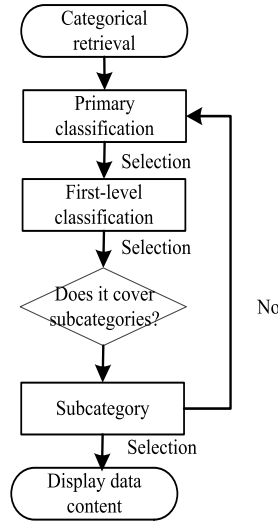 Categorical
retrieval
Primary
classification
Selection
First-level
classification
Selection
Does it cover
subcategories?
No
Subcategory
Selection
Display data
content